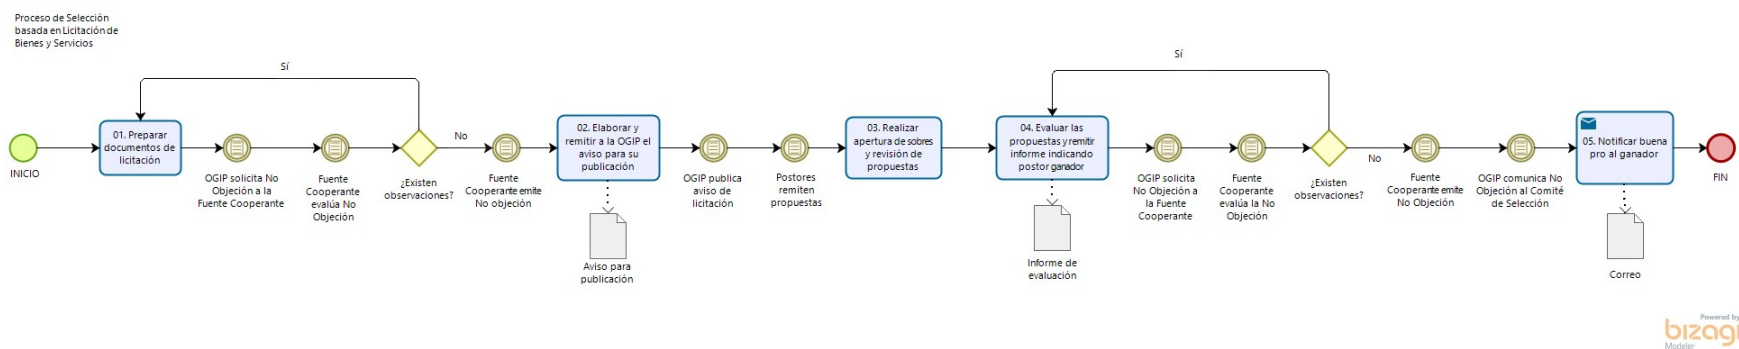 Proceso de Selección
basada en Licitación de
Bienes y Servicios
INICIO
01. Preparar
documentos de
licitación
Sí
OGIP solicita No
Objeción a la
Fuente Cooperante
Fuente
Cooperante
evalúa No
Objeción
¿Existen
observaciones?
No
Fuente
Cooperante emite
No objeción
02. Elaborar y
remitir a la OGIP el
aviso para su
publicación
Aviso para
publicación
OGIP publica
aviso de
licitación
Postores
remiten
propuestas
03. Realizar
apertura de sobres
y revisión de
propuestas
04. Evaluar las
propuestas y remitir
informe indicando
postor ganador
Informe de
evaluación
Sí
OGIP solicita
No Objeción a
la Fuente
Cooperante
Fuente
Cooperante
evalúa la No
Objeción
¿Existen
observaciones?
No
Fuente
Cooperante emite
No Objeción
OGIP comunica No
Objeción al Comité
de Selección
05. Notificar buena
pro al ganador
Correo
FIN
Powered by
bizagi
Modeler